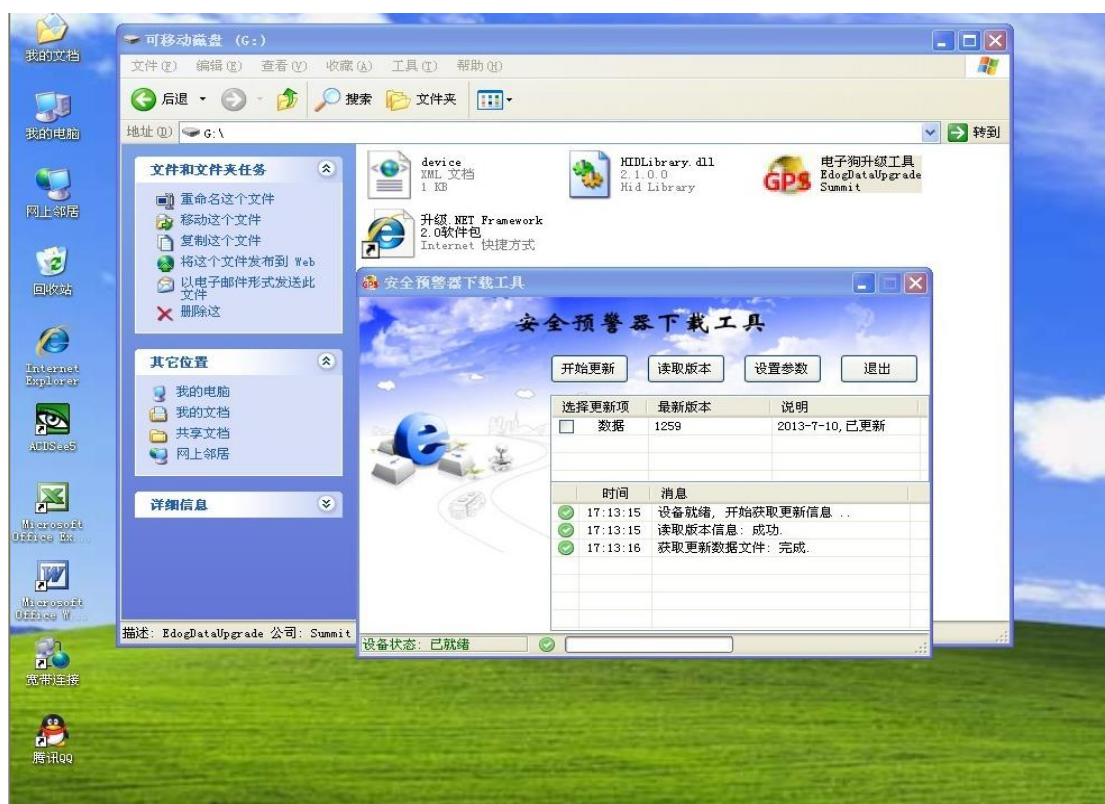 我的文档
我的电脑
网上邻居
回收站
Internet
Explorer
ACDSee5
Microsoft
Office Ex...
Microsoft
Office W...
宽带连接
腾讯QQ
可移动磁盘 (G:)
文件(F) 编辑(E) 查看(V) 收藏(A) 工具(T) 帮助(H)
后退 搜索 文件夹
地址(D) G:\ 转到
文件和文件夹任务
重命名这个文件
移动这个文件
复制这个文件
将这个文件发布到 Web
以电子邮件形式发送此
文件
删除这
其它位置
我的电脑
我的文档
共享文档
网上邻居
详细信息
device
XML 文档
1 KB
HIDLibrary.dll
2.1.0.0
Hid Library
GPS
电子狗升级工具
EdogDataUpgrade
Summit
升级.NET Framework
2.0软件包
Internet 快捷方式
安全预警器下载工具
安全预警器下载工具
开始更新 读取版本 设置参数 退出
选择更新项 最新版本 说明
数据 1259 2013-7-10,已更新
时间 消息
17:13:15 设备就绪, 开始获取更新信息 ..
17:13:15 读取版本信息: 成功.
17:13:16 获取更新数据文件: 完成.
设备状态: 已就绪
描述: EdogDataUpgrade 公司: Summit